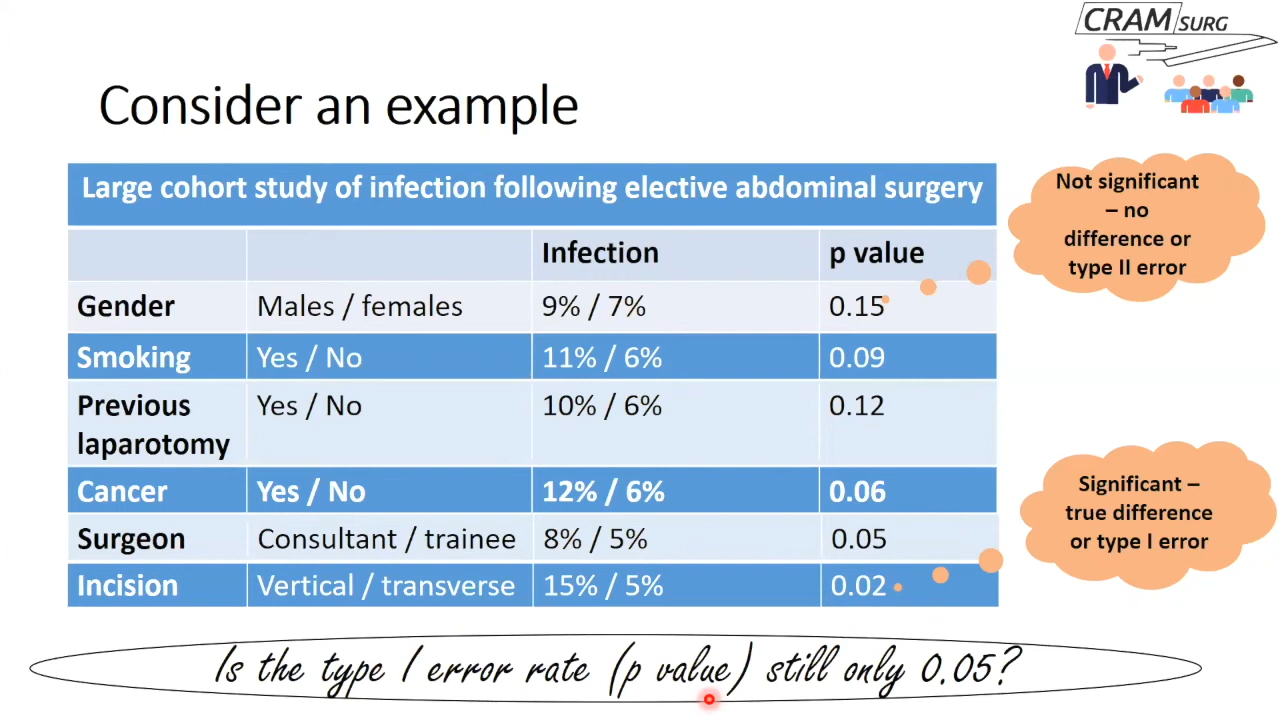 CRAMSURG
Consider an example
Large cohort study of infection following elective abdominal surgery
Infection p value
Gender Males / females 9% / 7% 0.15
Smoking Yes / No 11% / 6% 0.09
Previous laparotomy Yes / No 10% / 6% 0.12
Cancer Yes / No 12% / 6% 0.06
Surgeon Consultant / trainee 8% / 5% 0.05
Incision Vertical / transverse 15% / 5% 0.02
Not significant
– no
difference or
type II error
Significant –
true difference
or type I error
Is the type I error rate (p value) still only 0.05?